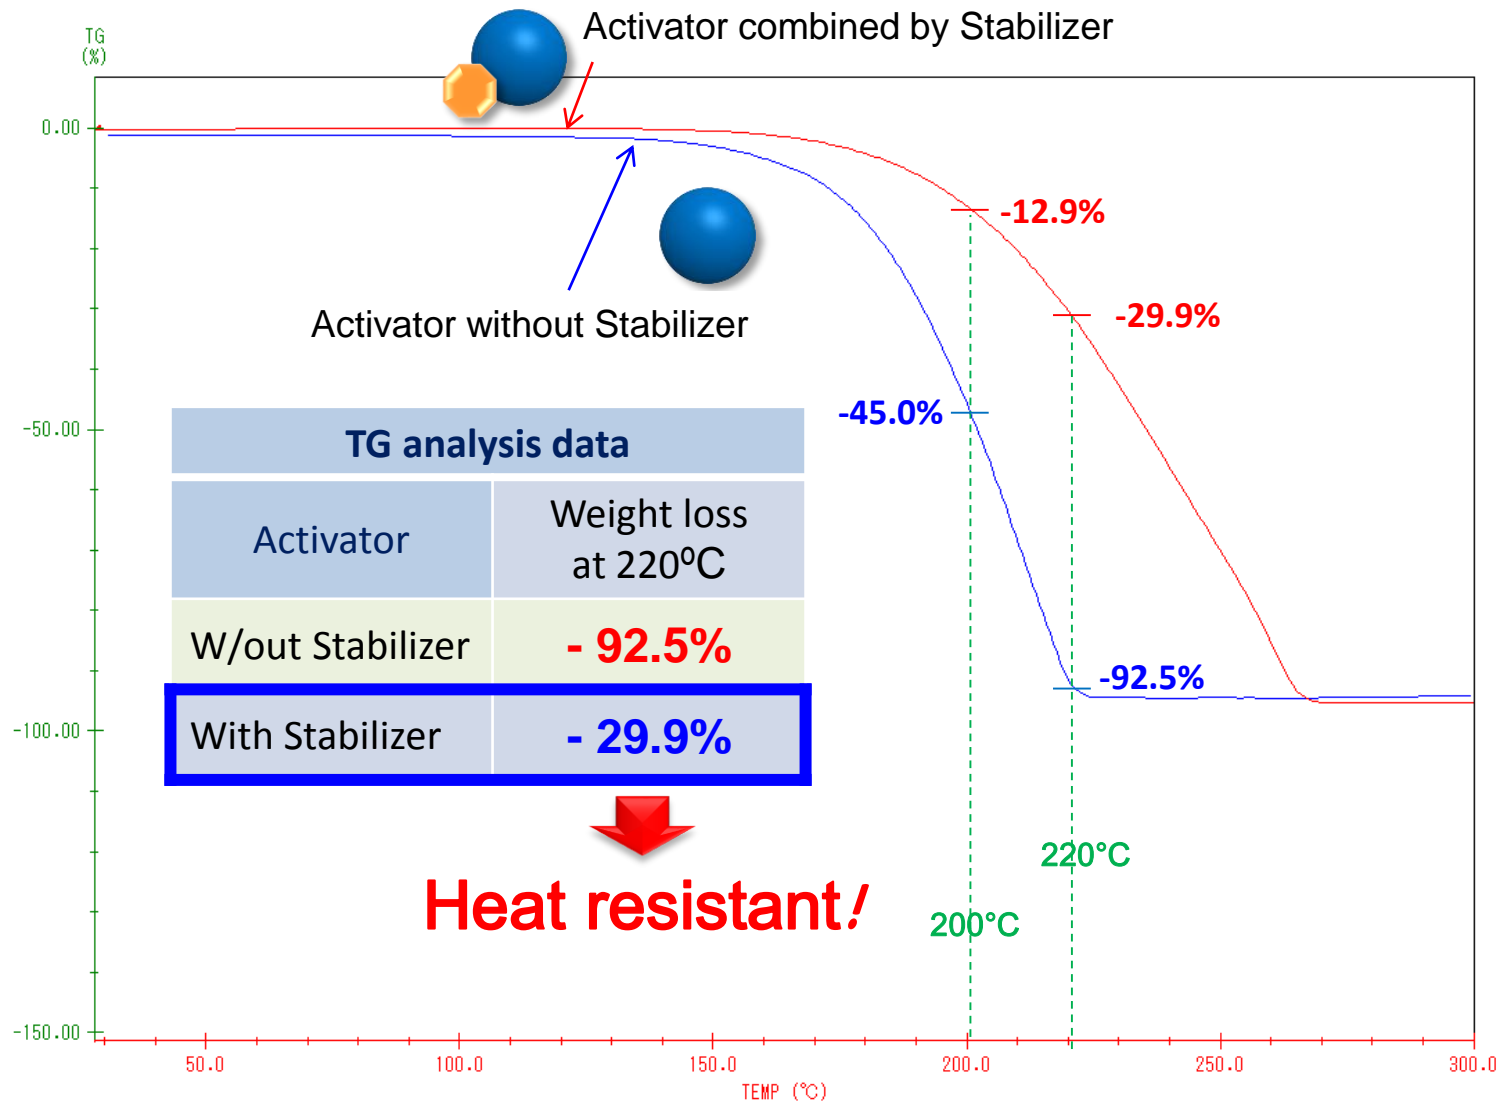 Activator combined by Stabilizer
TG
(%)
0.00
-50.00
-100.00
-150.00
-12.9%
-29.9%
Activator without Stabilizer
-45.0%
-92.5%
TG analysis data
Activator
Weight loss
at 220⁰C
W/out Stabilizer
- 92.5%
With Stabilizer
- 29.9%
Heat resistant!
220°C
200°C
50.0
100.0
150.0
200.0
250.0
300.0
TEMP (°C)